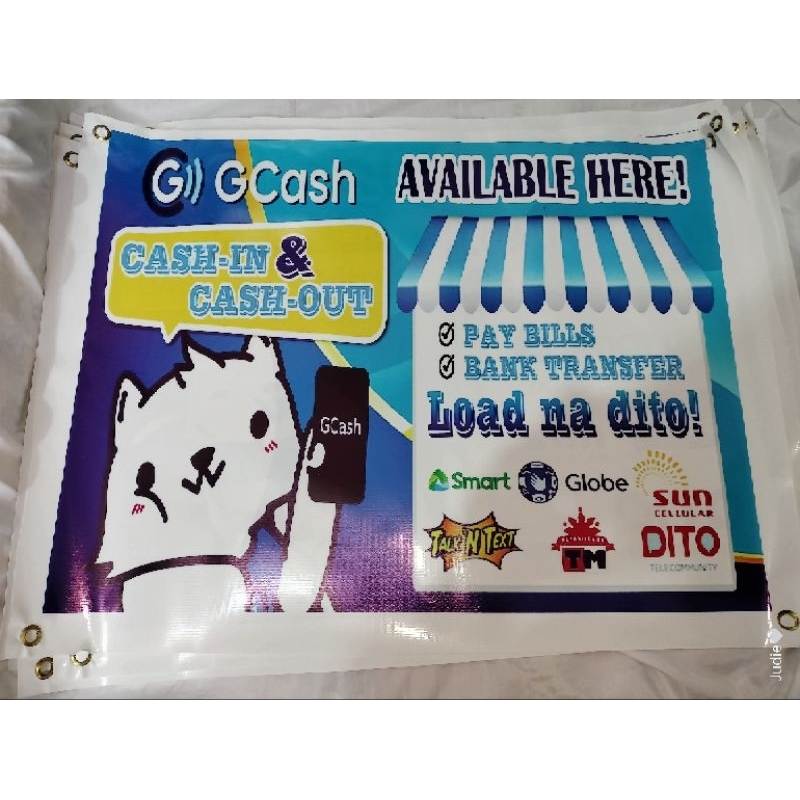 G)) GCash
AVAILABLE HERE!
CASH-IN &
CASH-OUT
PAY BILLS
BANK TRANSFER
Load na dito!
GCash
Smart
Globe
SUN
CELLULAR
TALK N TEXT
TM
DITO
TELECOMMUNITY
Judie